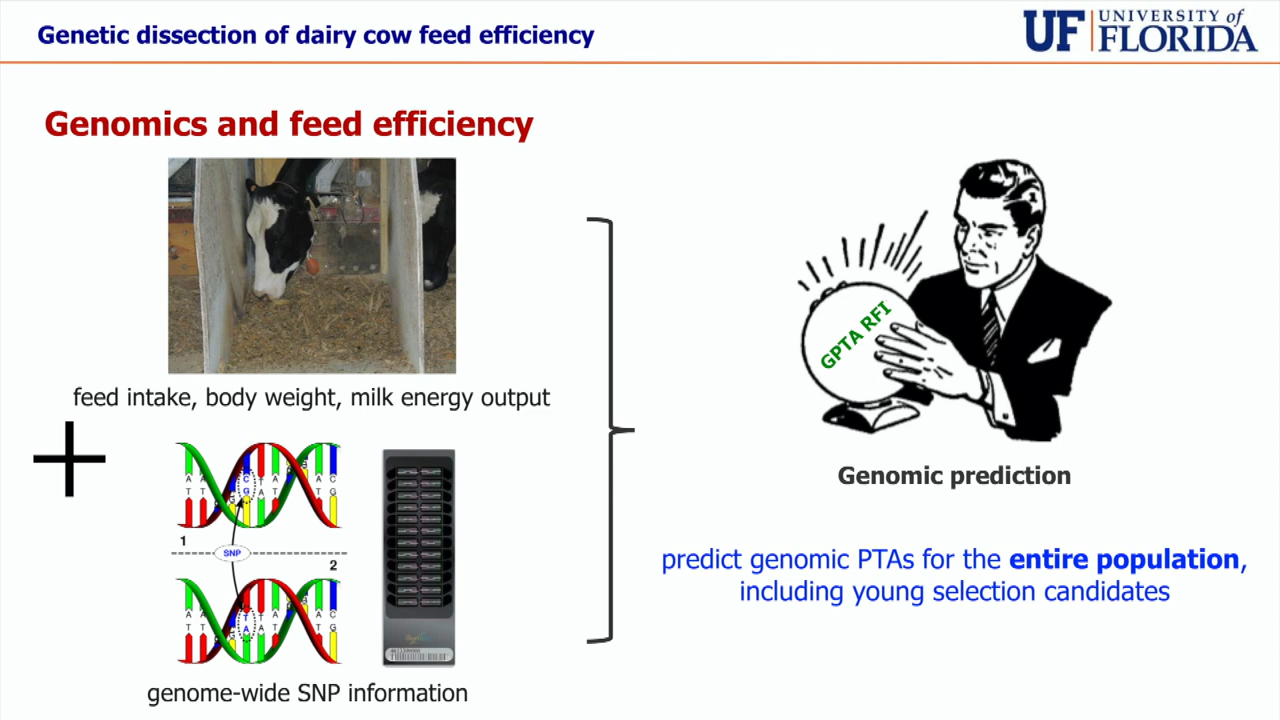 Genetic dissection of dairy cow feed efficiency
UF UNIVERSITY of
FLORIDA
Genomics and feed efficiency
feed intake, body weight, milk energy output
GPTA RFI
Genomic prediction
predict genomic PTAs for the entire population,
including young selection candidates
1
SNP
2
genome-wide SNP information